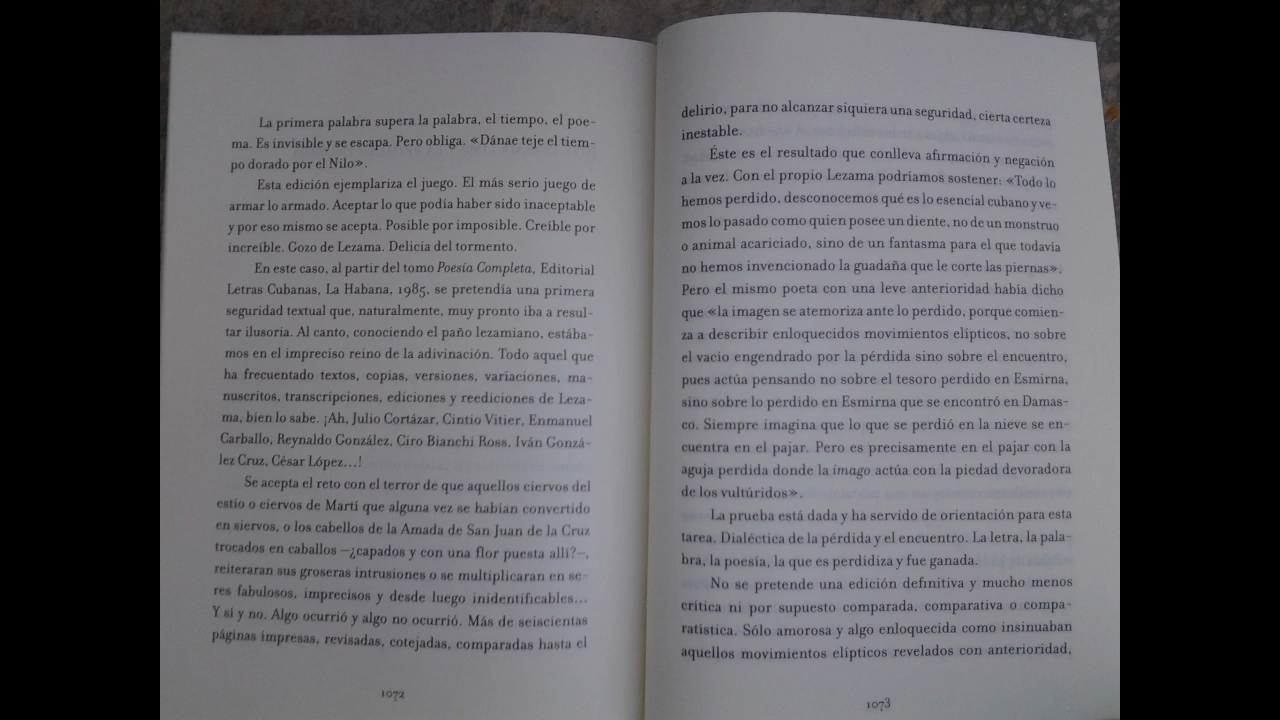 La primera palabra supera la palabra, el tiempo, el poe-
ma. Es invisible y se escapa. Pero obliga. «Dánae teje el tiem-
po dorado por el Nilo».
Esta edición ejemplariza el juego. El más serio juego de
armar lo armado. Aceptar lo que podía haber sido inaceptable
y por eso mismo se acepta. Posible por imposible. Creíble por
increíble. Gozo de Lezama. Delicia del tormento.
En este caso, al partir del tomo Poesía Completa, Editorial
Letras Cubanas, La Habana, 1985, se pretendía una primera
seguridad textual que, naturalmente, muy pronto iba a resul-
tar ilusoria. Al canto, conociendo el paño lezamiano, estába-
mos en el impreciso reino de la adivinación. Todo aquel que
ha frecuentado textos, copias, versiones, variaciones, ma-
nuscritos, transcripciones, ediciones y reediciones de Leza-
ma, bien lo sabe. ¡Ah, Julio Cortázar, Cintio Vitier, Enmanuel
Carballo, Reynaldo González, Ciro Bianchi Ross, Iván Gonzá-
lez Cruz, César López...!
Se acepta el reto con el terror de que aquellos ciervos del
estío o ciervos de Martí que alguna vez se habían convertido
en siervos, o los cabellos de la Amada de San Juan de la Cruz
trocados en caballos —¿capados y con una flor puesta allí?—,
reiteraran sus groseras intrusiones o se multiplicaran en se-
res fabulosos, imprecisos y desde luego inidentificables...
Y sí y no. Algo ocurrió y algo no ocurrió. Más de seiscientas
páginas impresas, revisadas, cotejadas, comparadas hasta el
1072
delirio, para no alcanzar siquiera una seguridad, cierta certeza
inestable.
Éste es el resultado que conlleva afirmación y negación
a la vez. Con el propio Lezama podríamos sostener: «Todo lo
hemos perdido, desconocemos qué es lo esencial cubano y ve-
mos lo pasado como quien posee un diente, no de un monstruo
o animal acariciado, sino de un fantasma para el que todavía
no hemos invencionado la guadaña que le corte las piernas».
Pero el mismo poeta con una leve anterioridad había dicho
que «la imagen se atemoriza ante lo perdido, porque comien-
za a describir enloquecidos movimientos elípticos, no sobre
el vacío engendrado por la pérdida sino sobre el encuentro,
pues actúa pensando no sobre el tesoro perdido en Esmirna,
sino sobre lo perdido en Esmirna que se encontró en Damas-
co. Siempre imagina que lo que se perdió en la nieve se en-
cuentra en el pajar. Pero es precisamente en el pajar con la
aguja perdida donde la imago actúa con la piedad devoradora
de los vultúridos».
La prueba está dada y ha servido de orientación para esta
tarea. Dialéctica de la pérdida y el encuentro. La letra, la pala-
bra, la poesía, la que es perdidiza y fue ganada.
No se pretende una edición definitiva y mucho menos
crítica ni por supuesto comparada, comparativa o compa-
ratística. Sólo amorosa y algo enloquecida como insinuaban
aquellos movimientos elípticos revelados con anterioridad,
1073